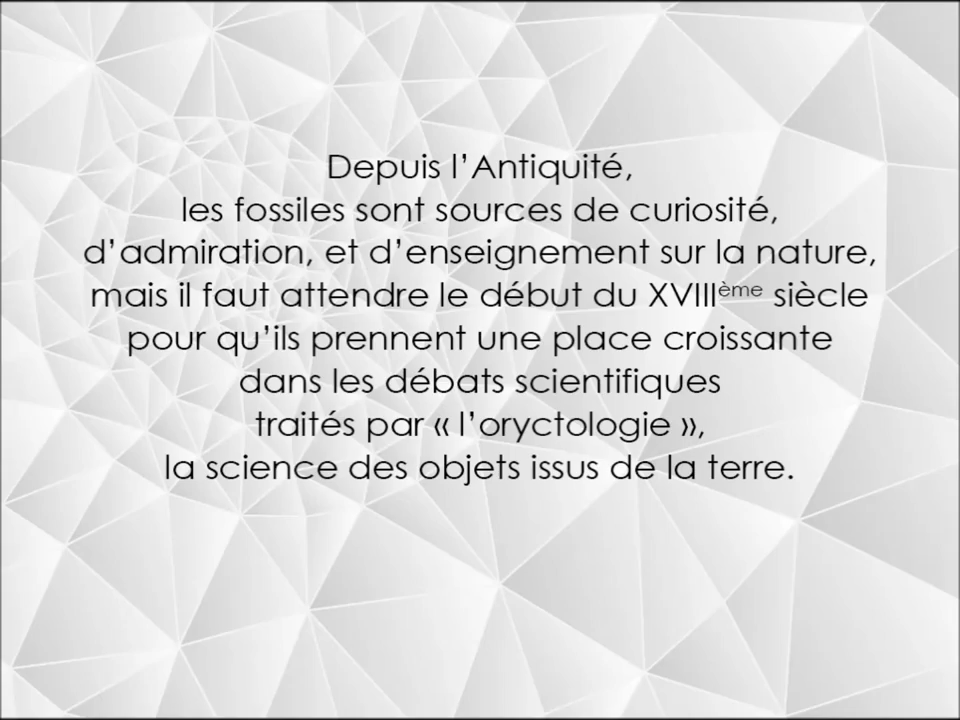 Depuis l’Antiquité,
les fossiles sont sources de curiosité,
d’admiration, et d’enseignement sur la nature,
mais il faut attendre le début du XVIIIème siècle
pour qu’ils prennent une place croissante
dans les débats scientifiques
traités par « l’oryctologie »,
la science des objets issus de la terre.